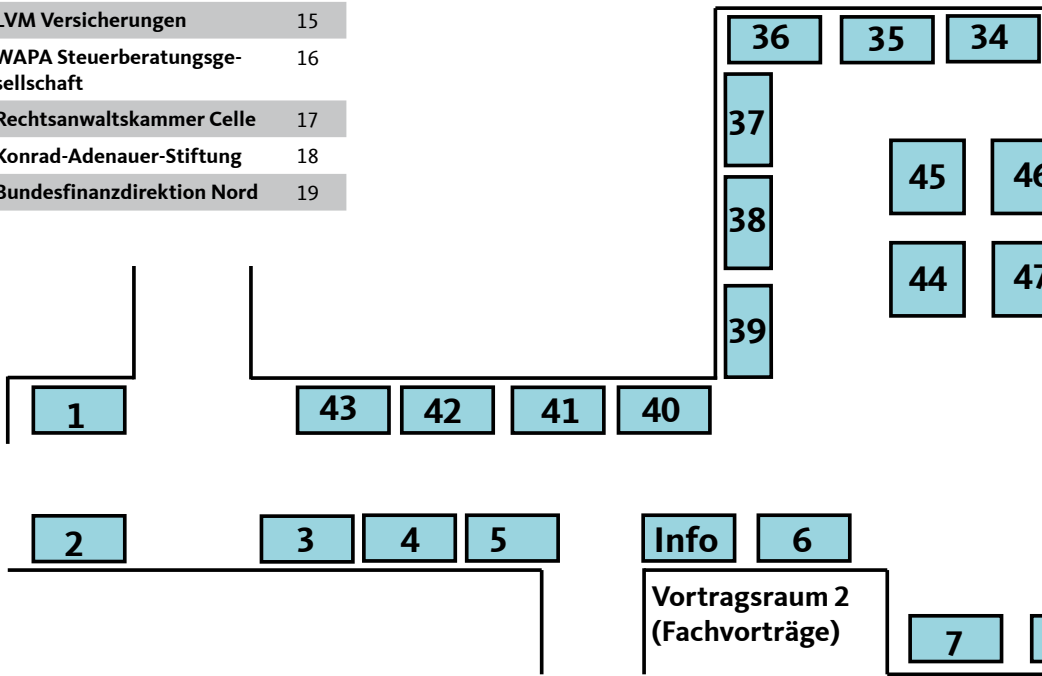 LVM Versicherungen 15
WAPA Steuerberatungsge- 16
sellschaft
Rechtsanwaltskammer Celle 17
Konrad-Adenauer-Stiftung 18
Bundesfinanzdirektion Nord 19
36 35 34
37
45 46
38
44 47
39
1 43 42 41 40
2 3 4 5 Info 6
Vortragsraum 2
(Fachvorträge)
7